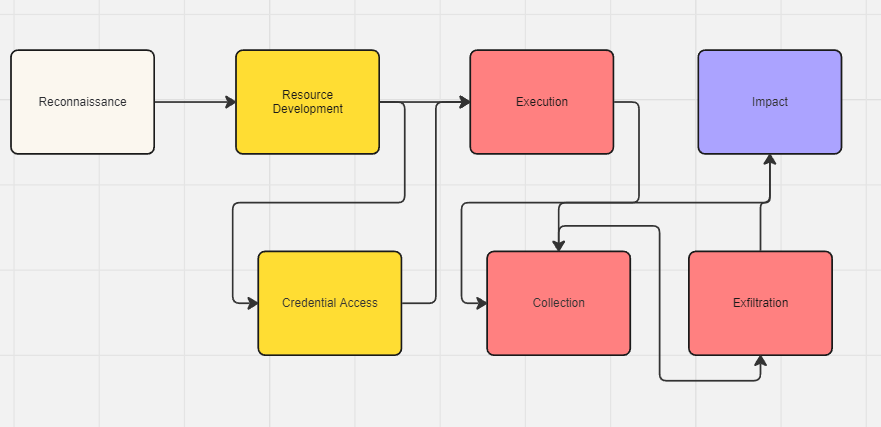 Reconnaissance
Resource
Development
Execution
Impact
Credential Access
Collection
Exfiltration